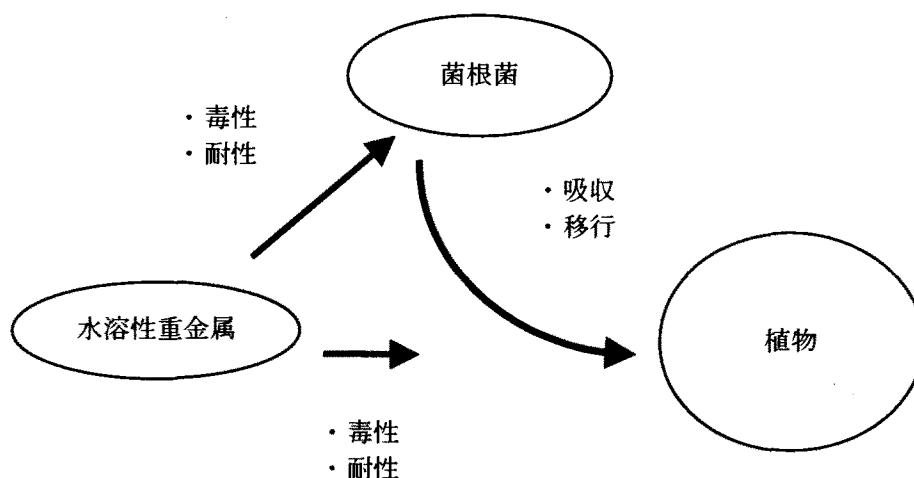 菌根菌
・毒性
・耐性
・吸収
・移行
水溶性重金属
植物
・毒性
・耐性